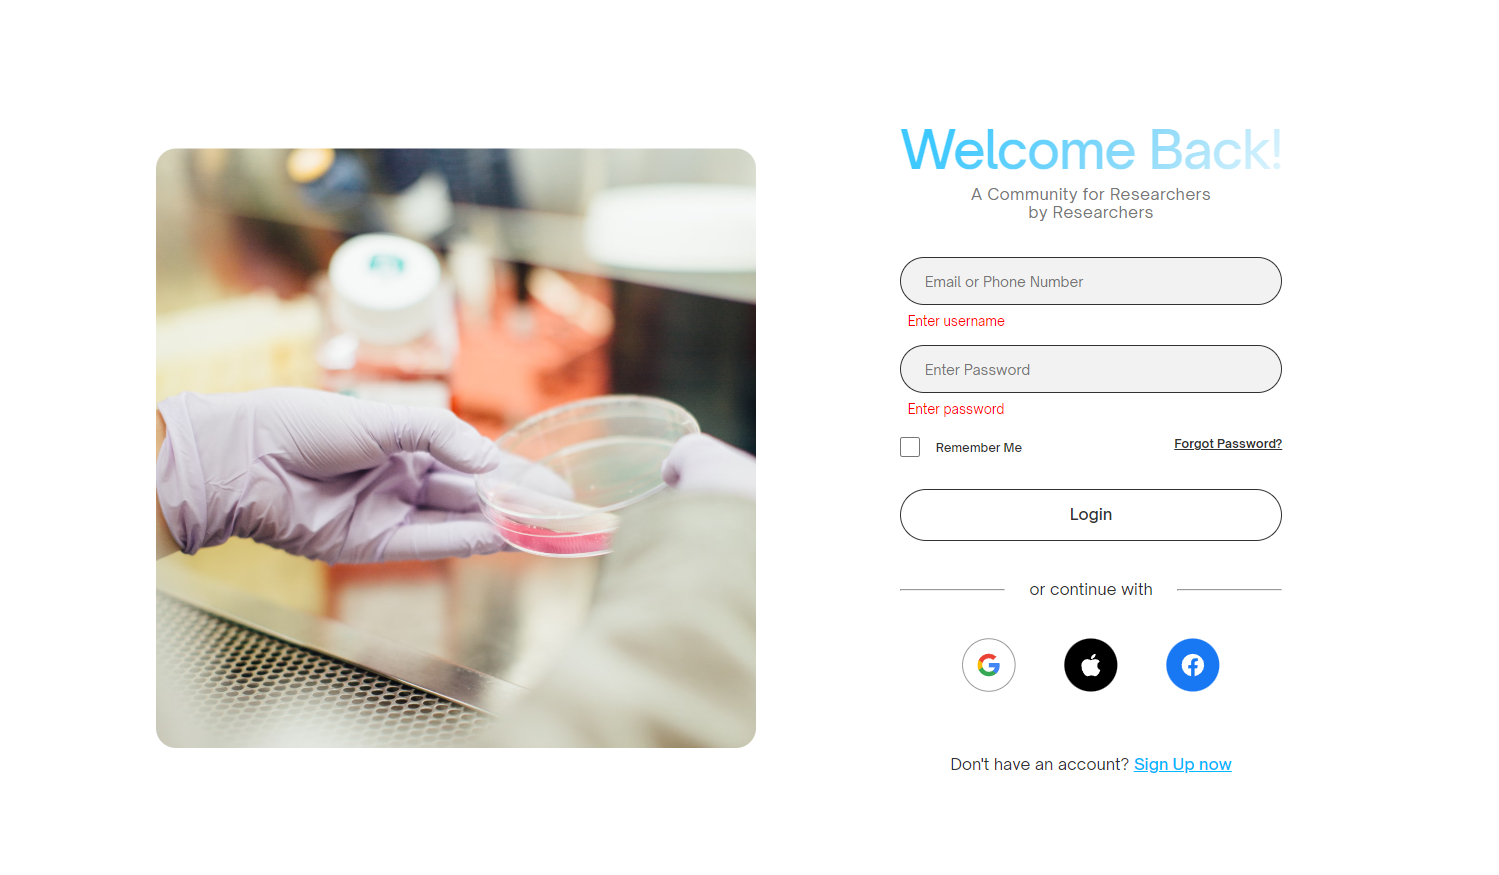 Welcome Back!
A Community for Researchers
by Researchers
Email or Phone Number
Enter username
Enter Password
Enter password
Remember Me
Forgot Password?
Login
or continue with
Don't have an account? Sign Up now